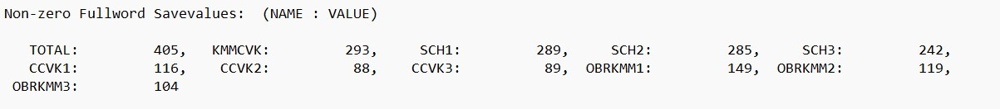 Non-zero Fullword Savevalues:  (NAME : VALUE)
TOTAL:         405,   KMMCVK:         293,     SCH1:         289,     SCH2:         285,     SCH3:         242,
CCVK1:         116,    CCVK2:          88,    CCVK3:          89,  OBRKMM1:         149,  OBRKMM2:         119,
OBRKMM3:         104